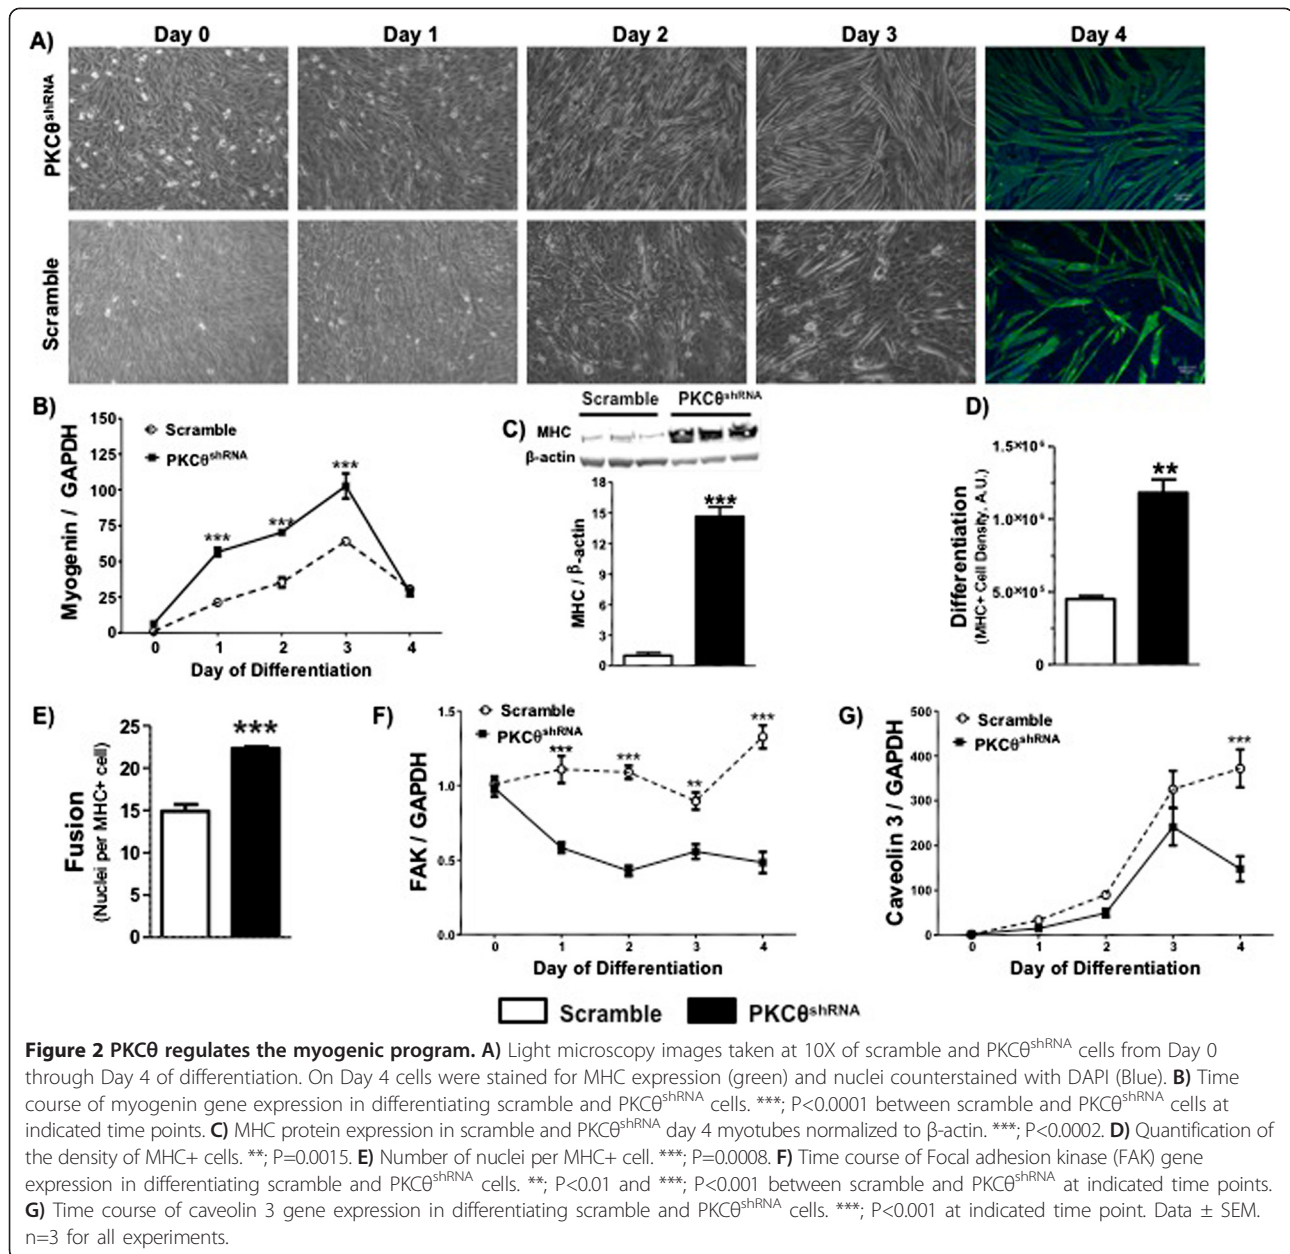 A)
Day 0
Day 1
Day 2
Day 3
Day 4
PKCθshRNA
Scramble
B)
Myogenin / GAPDH
150
125
100
75
50
25
0
Scramble
PKCθshRNA
***
***
***
0 1 2 3 4
Day of Differentiation
C)
Scramble
PKCθshRNA
MHC
β-actin
MHC / β-actin
18
15
12
9
6
3
0
***
D)
Differentiation
(MHC+ Cell Density, A.U.)
1.5×10⁶
1.0×10⁶
5.0×10⁵
0
**
E)
Fusion
(Nuclei per MHC+ cell)
25
20
15
10
5
0
***
F)
FAK / GAPDH
1.5
1.0
0.5
0.0
Scramble
PKCθshRNA
***
***
**
***
0 1 2 3 4
Day of Differentiation
G)
Caveolin 3 / GAPDH
500
400
300
200
100
0
Scramble
PKCθshRNA
***
0 1 2 3 4
Day of Differentiation
Scramble PKCθshRNA
Figure 2 PKCθ regulates the myogenic program. A) Light microscopy images taken at 10X of scramble and PKCθshRNA cells from Day 0
through Day 4 of differentiation. On Day 4 cells were stained for MHC expression (green) and nuclei counterstained with DAPI (Blue). B) Time
course of myogenin gene expression in differentiating scramble and PKCθshRNA cells. ***; P<0.0001 between scramble and PKCθshRNA cells at
indicated time points. C) MHC protein expression in scramble and PKCθshRNA day 4 myotubes normalized to β-actin. ***; P<0.0002. D) Quantification of
the density of MHC+ cells. **; P=0.0015. E) Number of nuclei per MHC+ cell. ***; P=0.0008. F) Time course of Focal adhesion kinase (FAK) gene
expression in differentiating scramble and PKCθshRNA cells. **; P<0.01 and ***; P<0.001 between scramble and PKCθshRNA at indicated time points.
G) Time course of caveolin 3 gene expression in differentiating scramble and PKCθshRNA cells. ***; P<0.001 at indicated time point. Data ± SEM.
n=3 for all experiments.